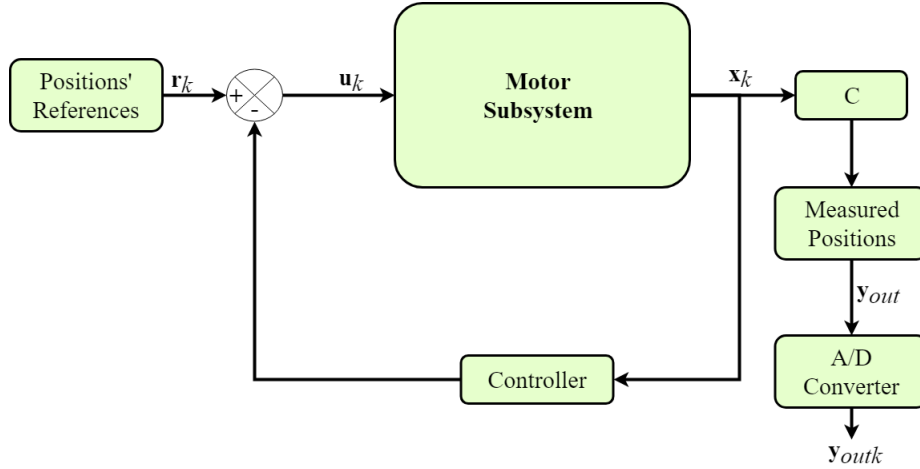 Positions'
References
r_k
+
-
u_k
Motor
Subsystem
x_k
C
Measured
Positions
y_out
A/D
Converter
y_outk
Controller